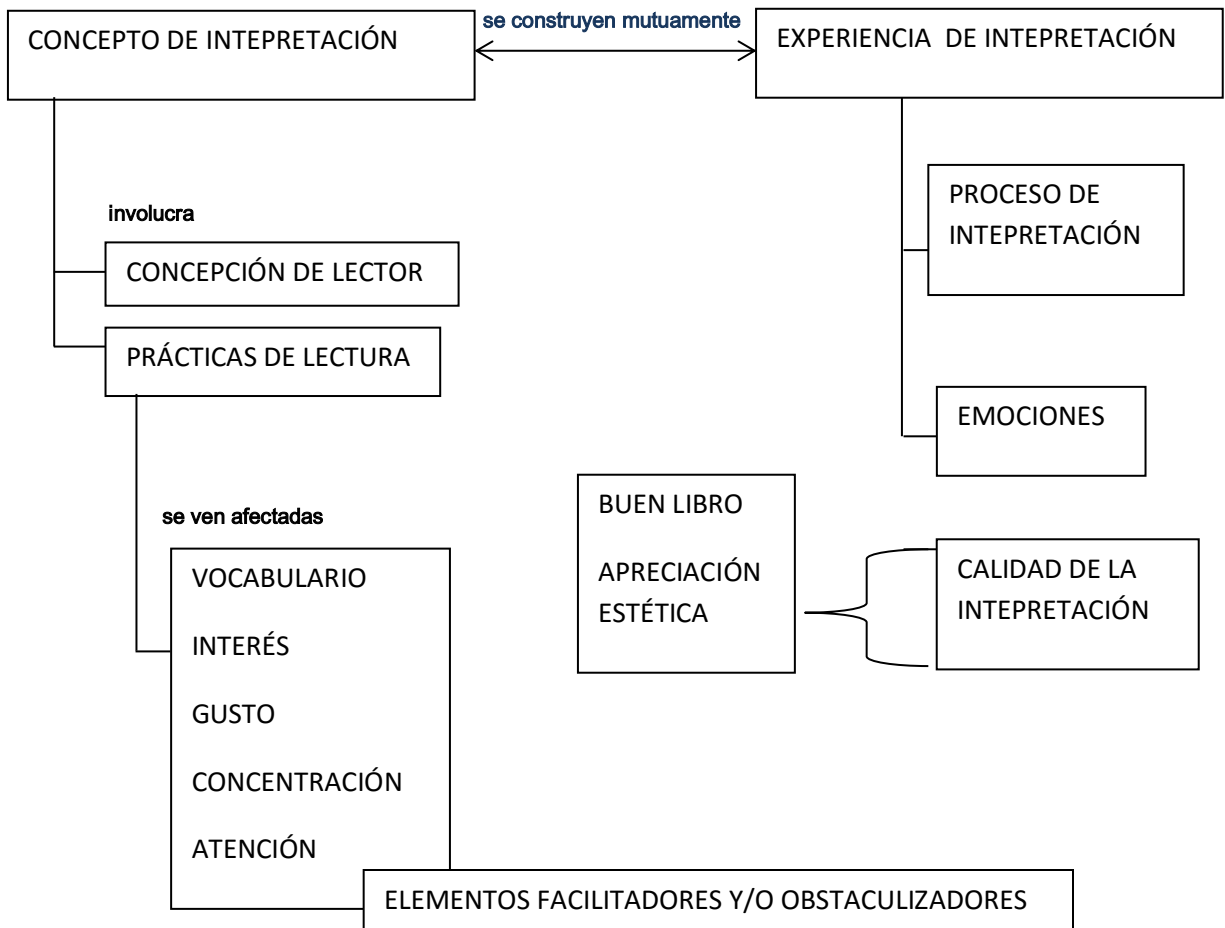 se construyen mutuamente
CONCEPTO DE INTEPRETACIÓN
EXPERIENCIA DE INTEPRETACIÓN
PROCESO DE
INTEPRETACIÓN
involucra
CONCEPCIÓN DE LECTOR
PRÁCTICAS DE LECTURA
EMOCIONES
se ven afectadas
VOCABULARIO
INTERÉS
GUSTO
CONCENTRACIÓN
ATENCIÓN
ELEMENTOS FACILITADORES Y/O OBSTACULIZADORES
BUEN LIBRO
APRECIACIÓN
ESTÉTICA
CALIDAD DE LA
INTEPRETACIÓN